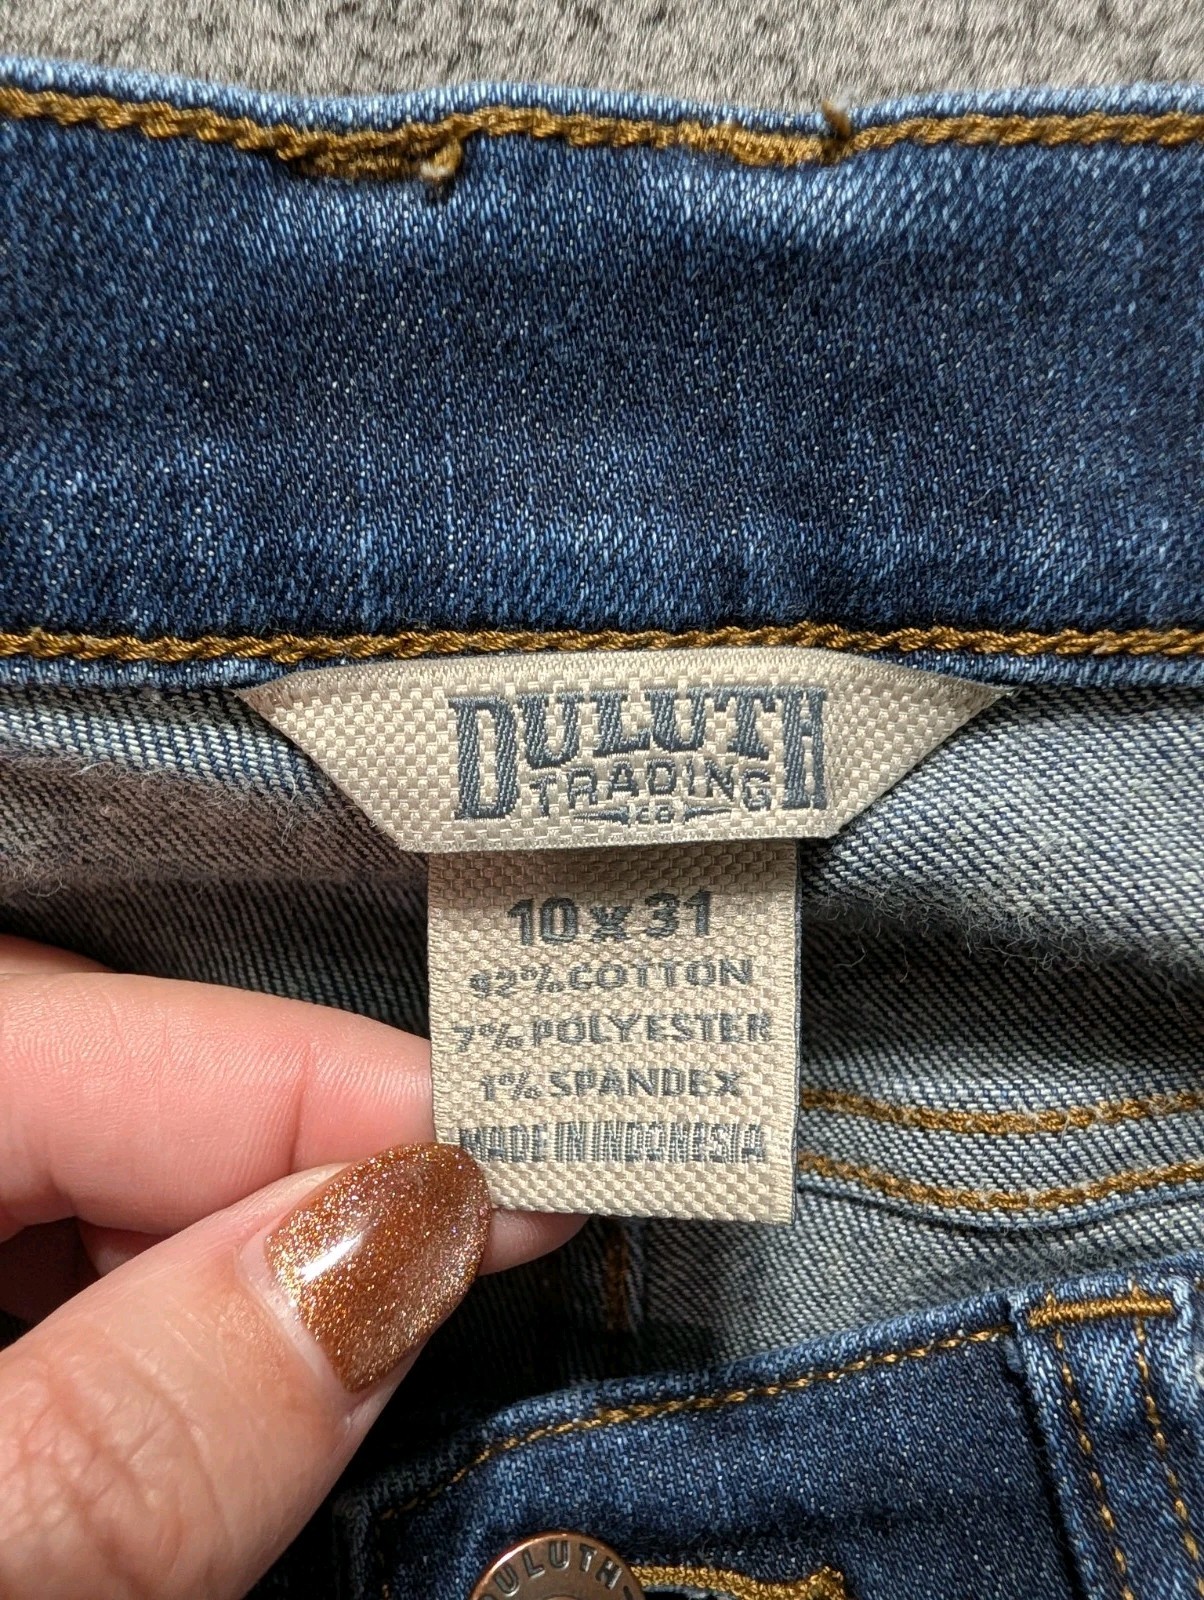 DULUTH
TRADING
CO
10 x 31
92% COTTON
7% POLYESTER
1% SPANDEX
MADE IN INDONESIA
DULUTH